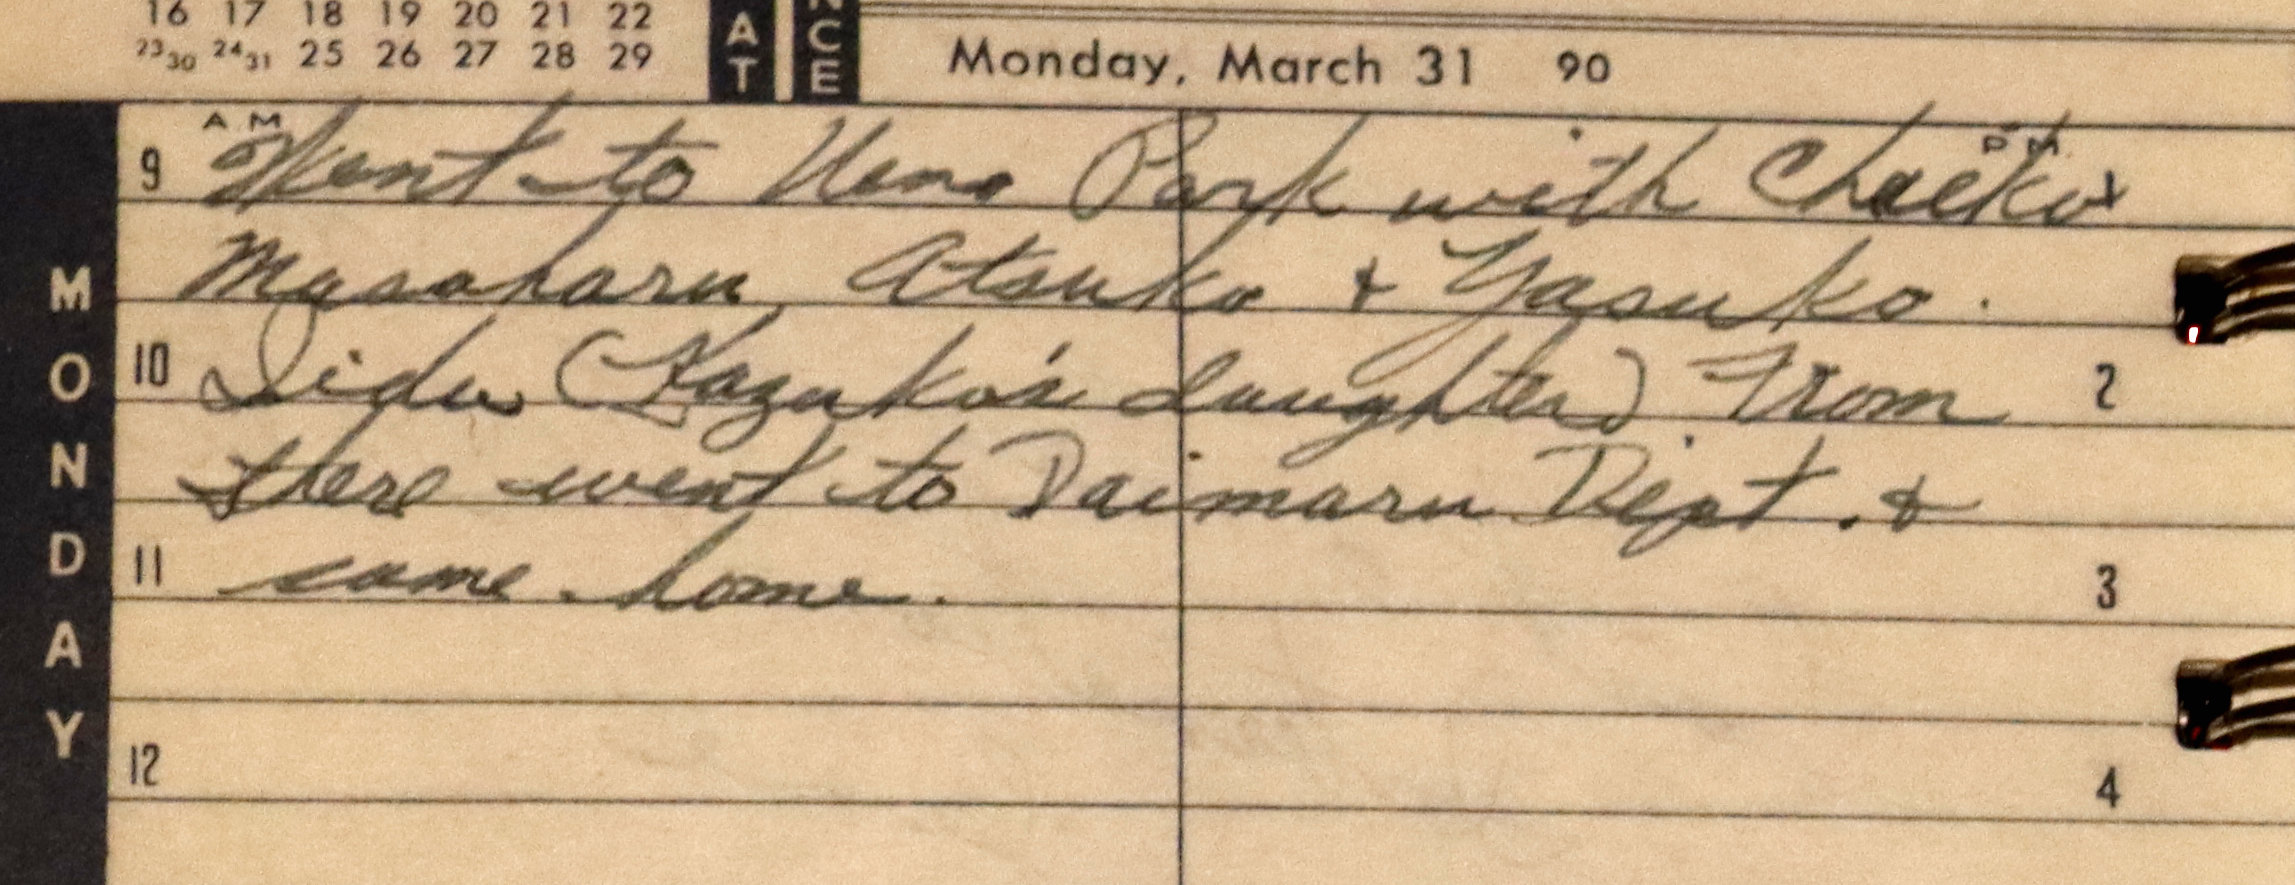 16 17 18 19 20 21 22
23 30 24 31 25 26 27 28 29
AT
NCE
Monday, March 31 90
MONDAY
AM
PM
9 Went to Ueno Park with Chaeko &
Masaharu, Atsuko & Yasuko.
10 (Kazuko's daughter) From 2
there went to Daimaru Dept. &
11 came home. 3
12 4